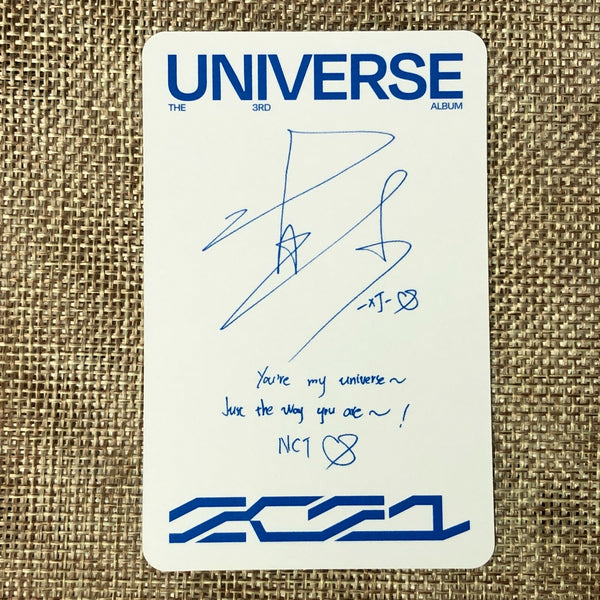 UNIVERSE
THE 3RD ALBUM
-XJ-
You're my universe~
Just the way you are~!
NCT
2021